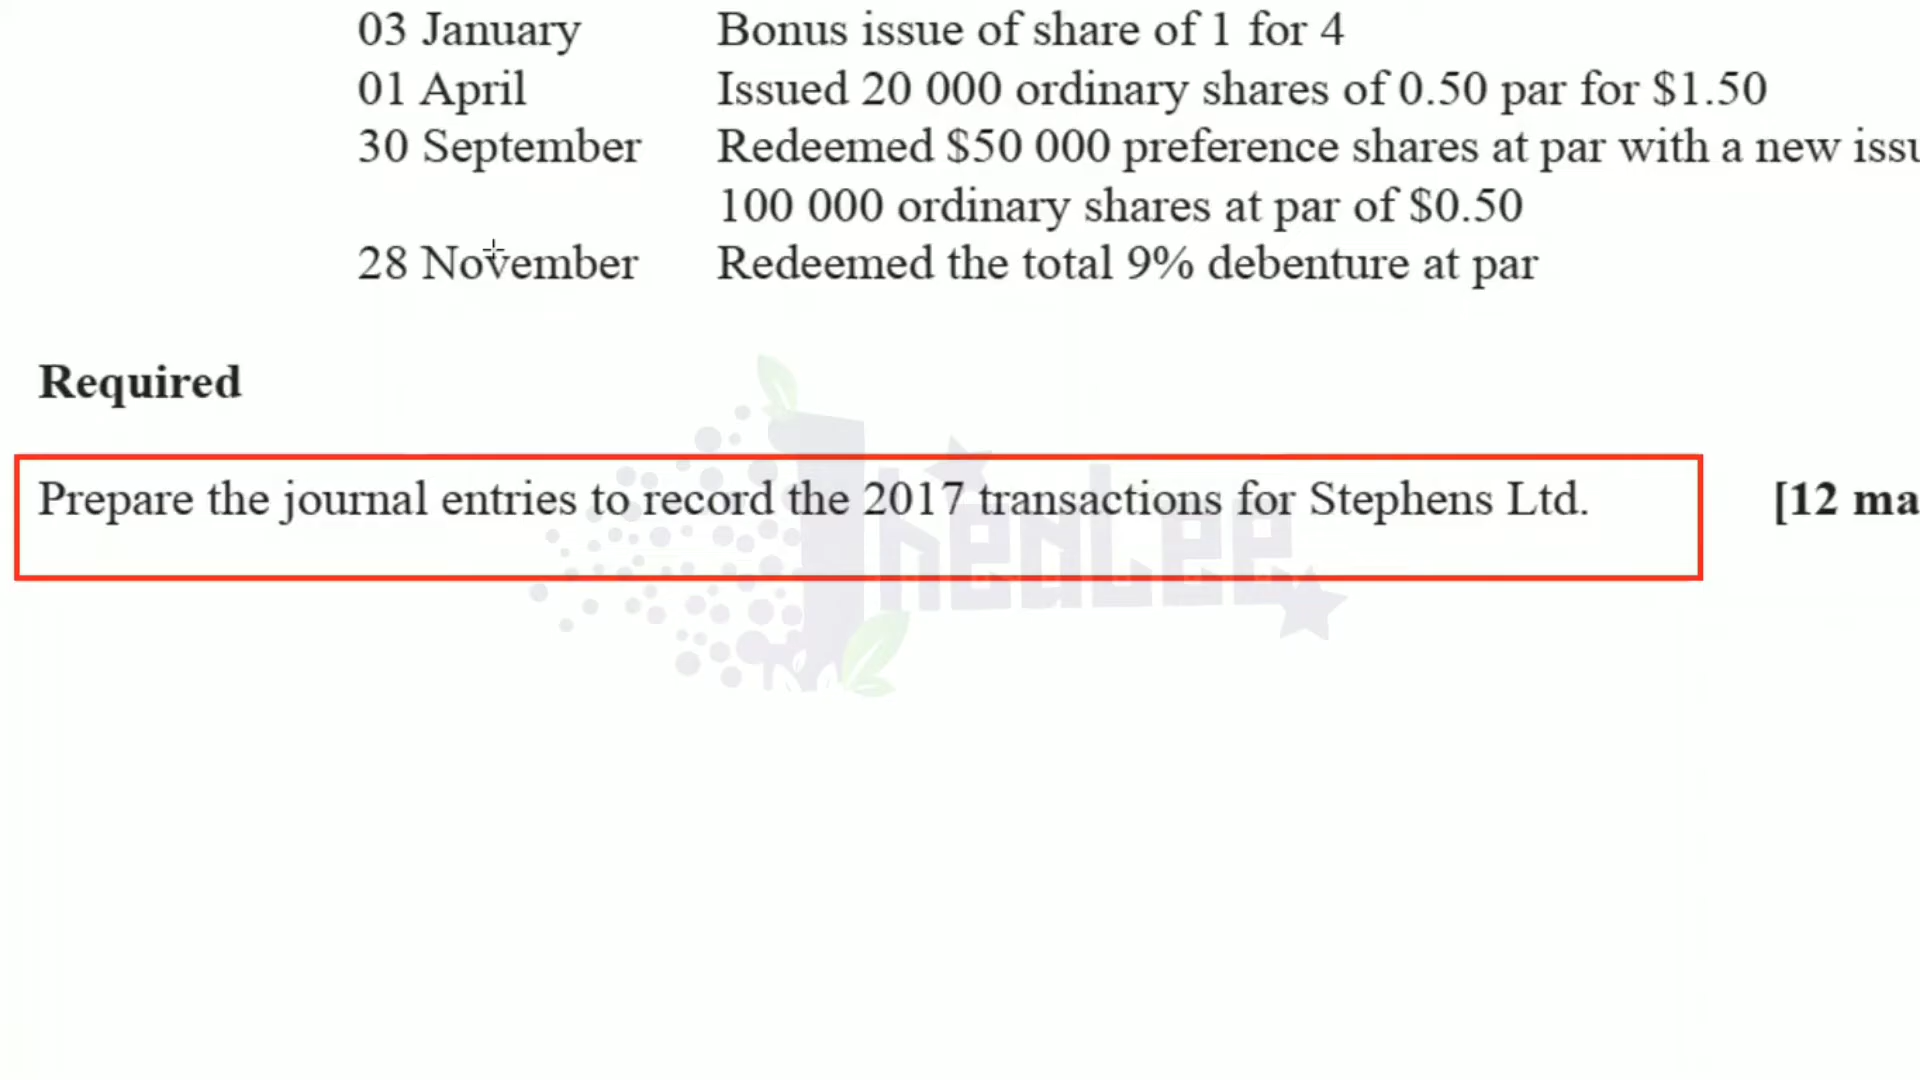 03 January Bonus issue of share of 1 for 4
01 April Issued 20 000 ordinary shares of 0.50 par for $1.50
30 September Redeemed $50 000 preference shares at par with a new issu
100 000 ordinary shares at par of $0.50
28 November Redeemed the total 9% debenture at par
Required
Prepare the journal entries to record the 2017 transactions for Stephens Ltd. [12 ma
TheaLee